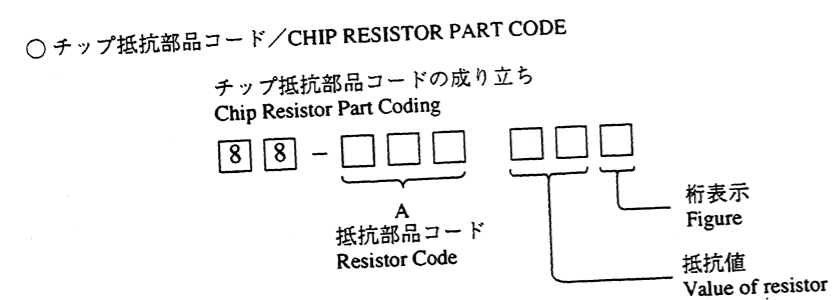 ○ チップ抵抗部品コード／CHIP RESISTOR PART CODE
チップ抵抗部品コードの成り立ち
Chip Resistor Part Coding
8 8 - □ □ □ □ □ □
A
抵抗部品コード
Resistor Code
桁表示
Figure
抵抗値
Value of resistor